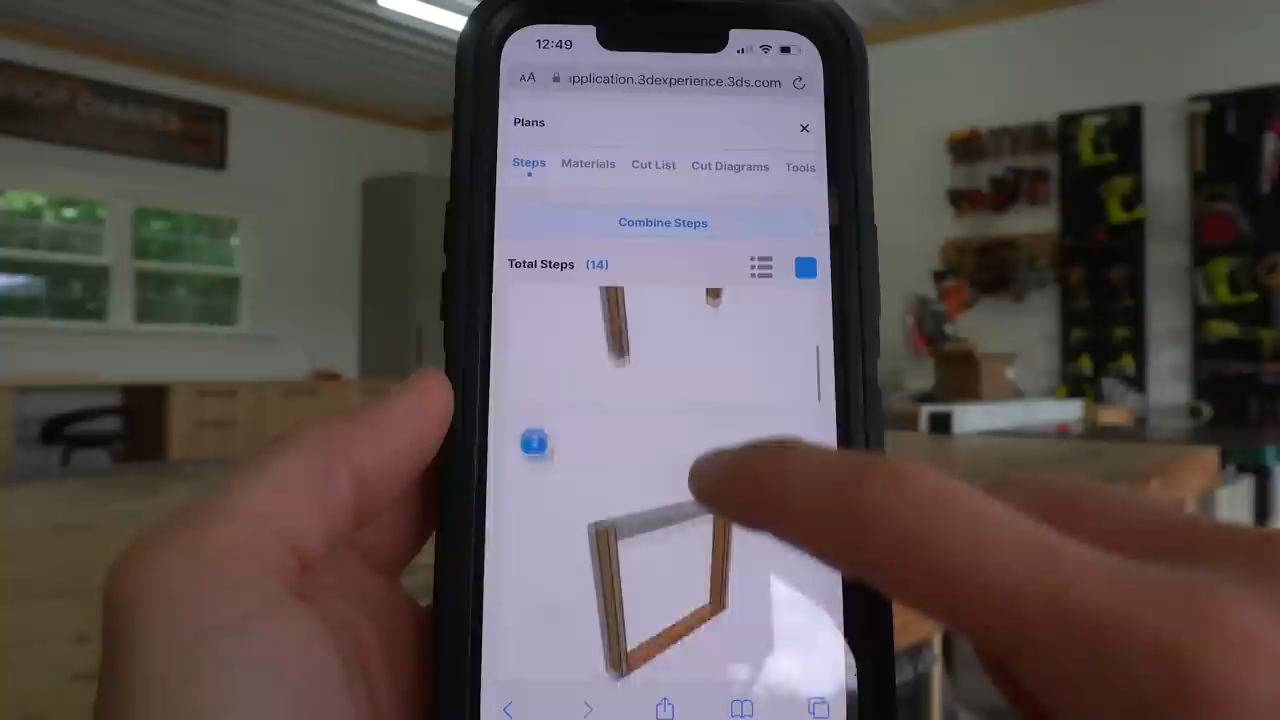 12:49
AA
application.3dexperience.3ds.com
Plans
Steps Materials Cut List Cut Diagrams Tools
Combine Steps
Total Steps (14)